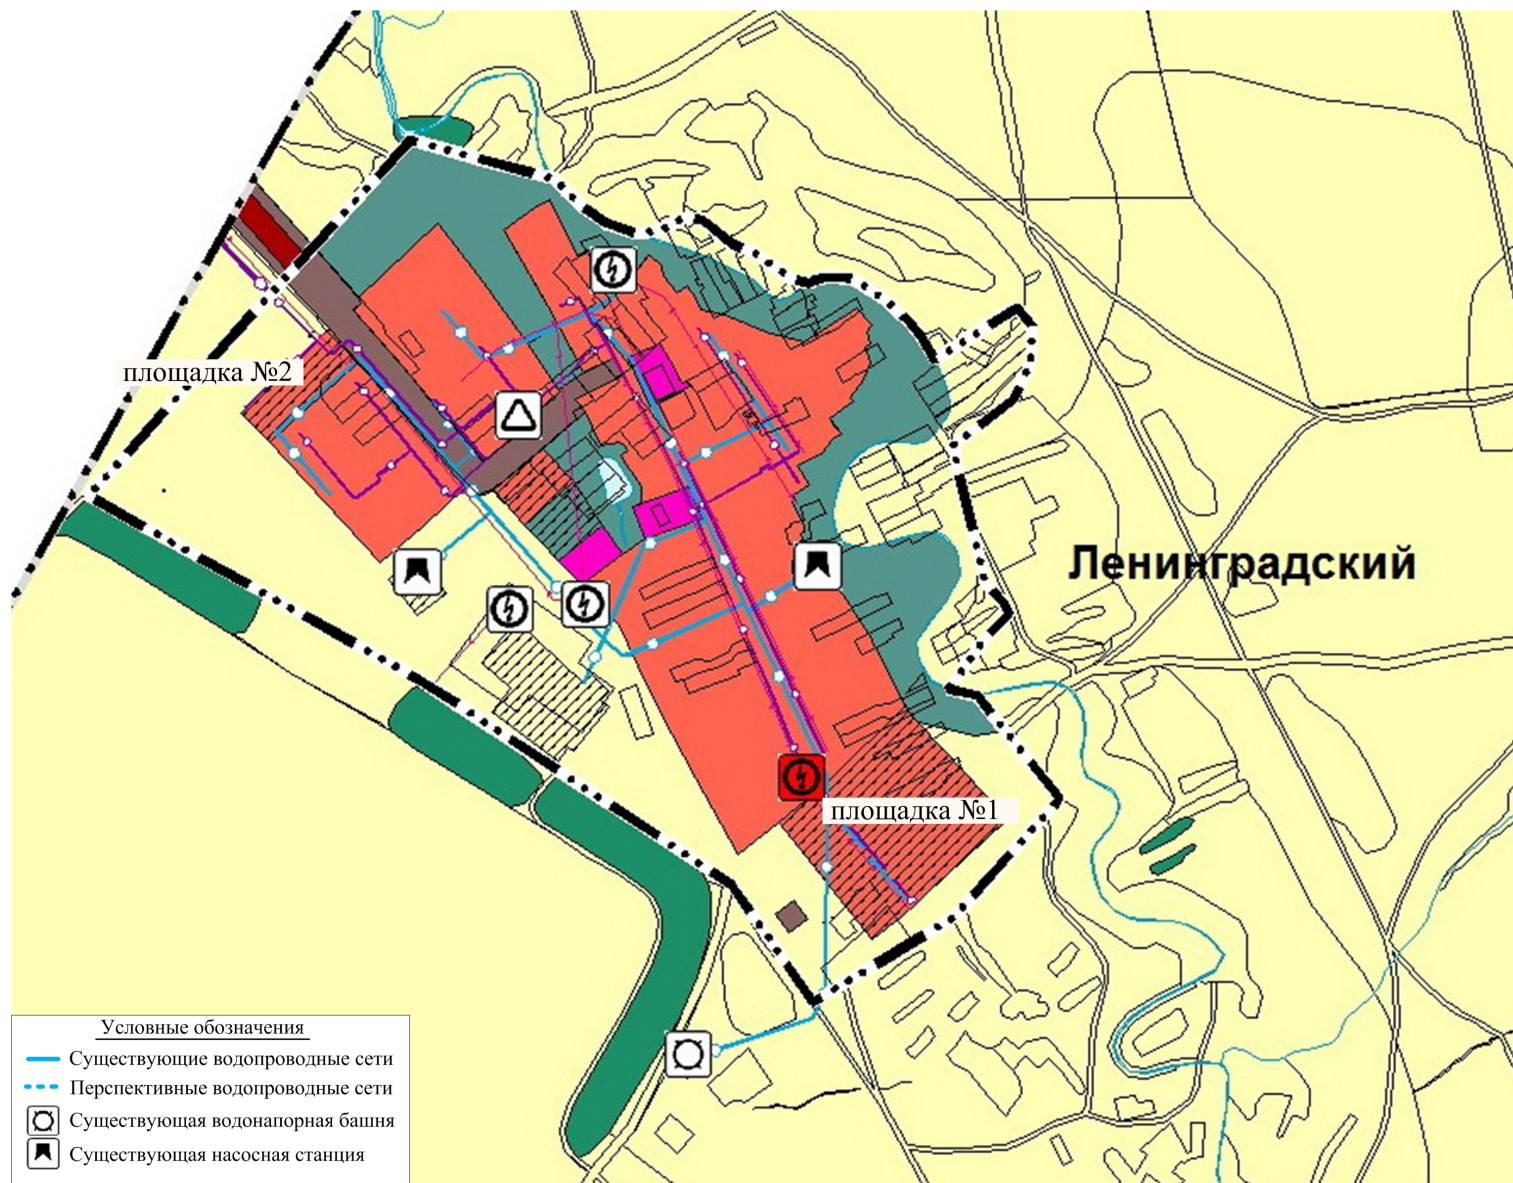 площадка №2
Ленинградский
площадка №1
Условные обозначения
Существующие водопроводные сети
Перспективные водопроводные сети
Существующая водонапорная башня
Существующая насосная станция